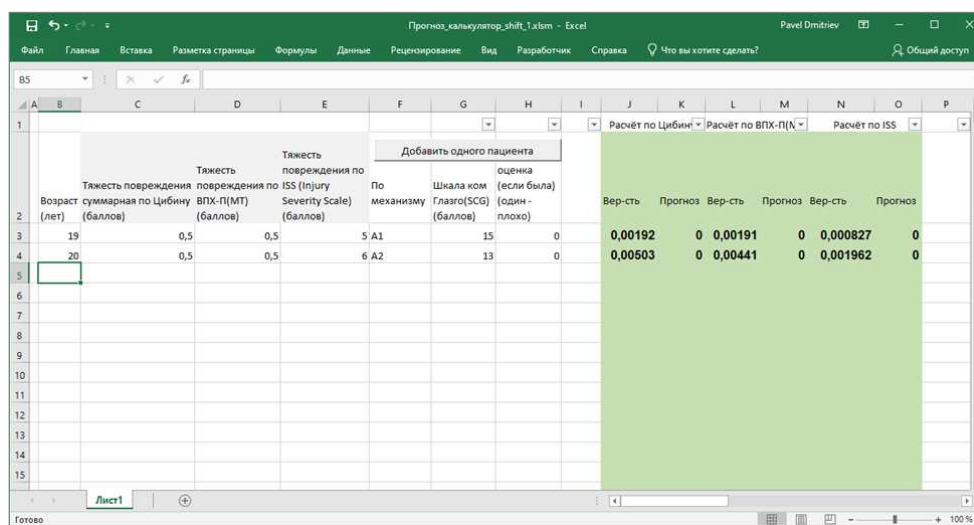 Прогноз_калькулятор_shift_1.xlsm - Excel
Pavel Dmitriev
Файл Главная Вставка Разметка страницы Формулы Данные Рецензирование Вид Разработчик Справка Что вы хотите сделать? Общий доступ
B5 fx
A B C D E F G H I J K L M N O P
1 Расчёт по Цибин Расчёт по ВПХ-П(М Расчёт по ISS
Добавить одного пациента
2
Возраст (лет)
Тяжесть повреждения суммарная по Цибину (баллов)
Тяжесть повреждения по ВПХ-П(МТ) (баллов)
Тяжесть повреждения по ISS (Injury Severity Scale) (баллов)
По механизму
Шкала ком Глазго(SCG) (баллов)
оценка (если была) (один - плохо)
Вер-сть Прогноз Вер-сть Прогноз Вер-сть Прогноз
3 19 0,5 0,5 5 A1 15 0 0,00192 0 0,00191 0 0,000827 0
4 20 0,5 0,5 6 A2 13 0 0,00503 0 0,00441 0 0,001962 0
5
6
7
8
9
10
11
12
13
14
15
Лист1
Готово 100 %